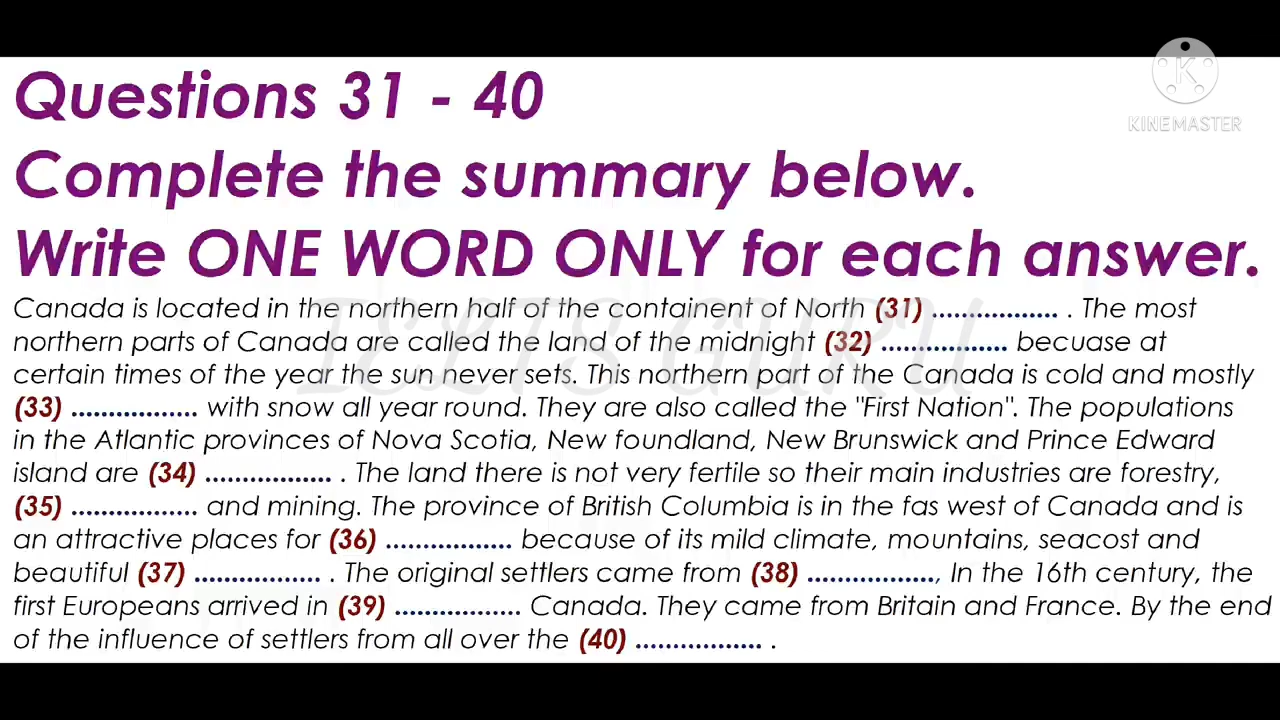 KINEMASTER
Questions 31 - 40
Complete the summary below.
Write ONE WORD ONLY for each answer.
IELTS GURU
Canada is located in the northern half of the containent of North (31) ................. . The most
northern parts of Canada are called the land of the midnight (32) ................. becuase at
certain times of the year the sun never sets. This northern part of the Canada is cold and mostly
(33) ................. with snow all year round. They are also called the "First Nation". The populations
in the Atlantic provinces of Nova Scotia, New foundland, New Brunswick and Prince Edward
island are (34) ................. . The land there is not very fertile so their main industries are forestry,
(35) ................. and mining. The province of British Columbia is in the fas west of Canada and is
an attractive places for (36) ................. because of its mild climate, mountains, seacost and
beautiful (37) ................. . The original settlers came from (38) ................., In the 16th century, the
first Europeans arrived in (39) ................. Canada. They came from Britain and France. By the end
of the influence of settlers from all over the (40) ................. .